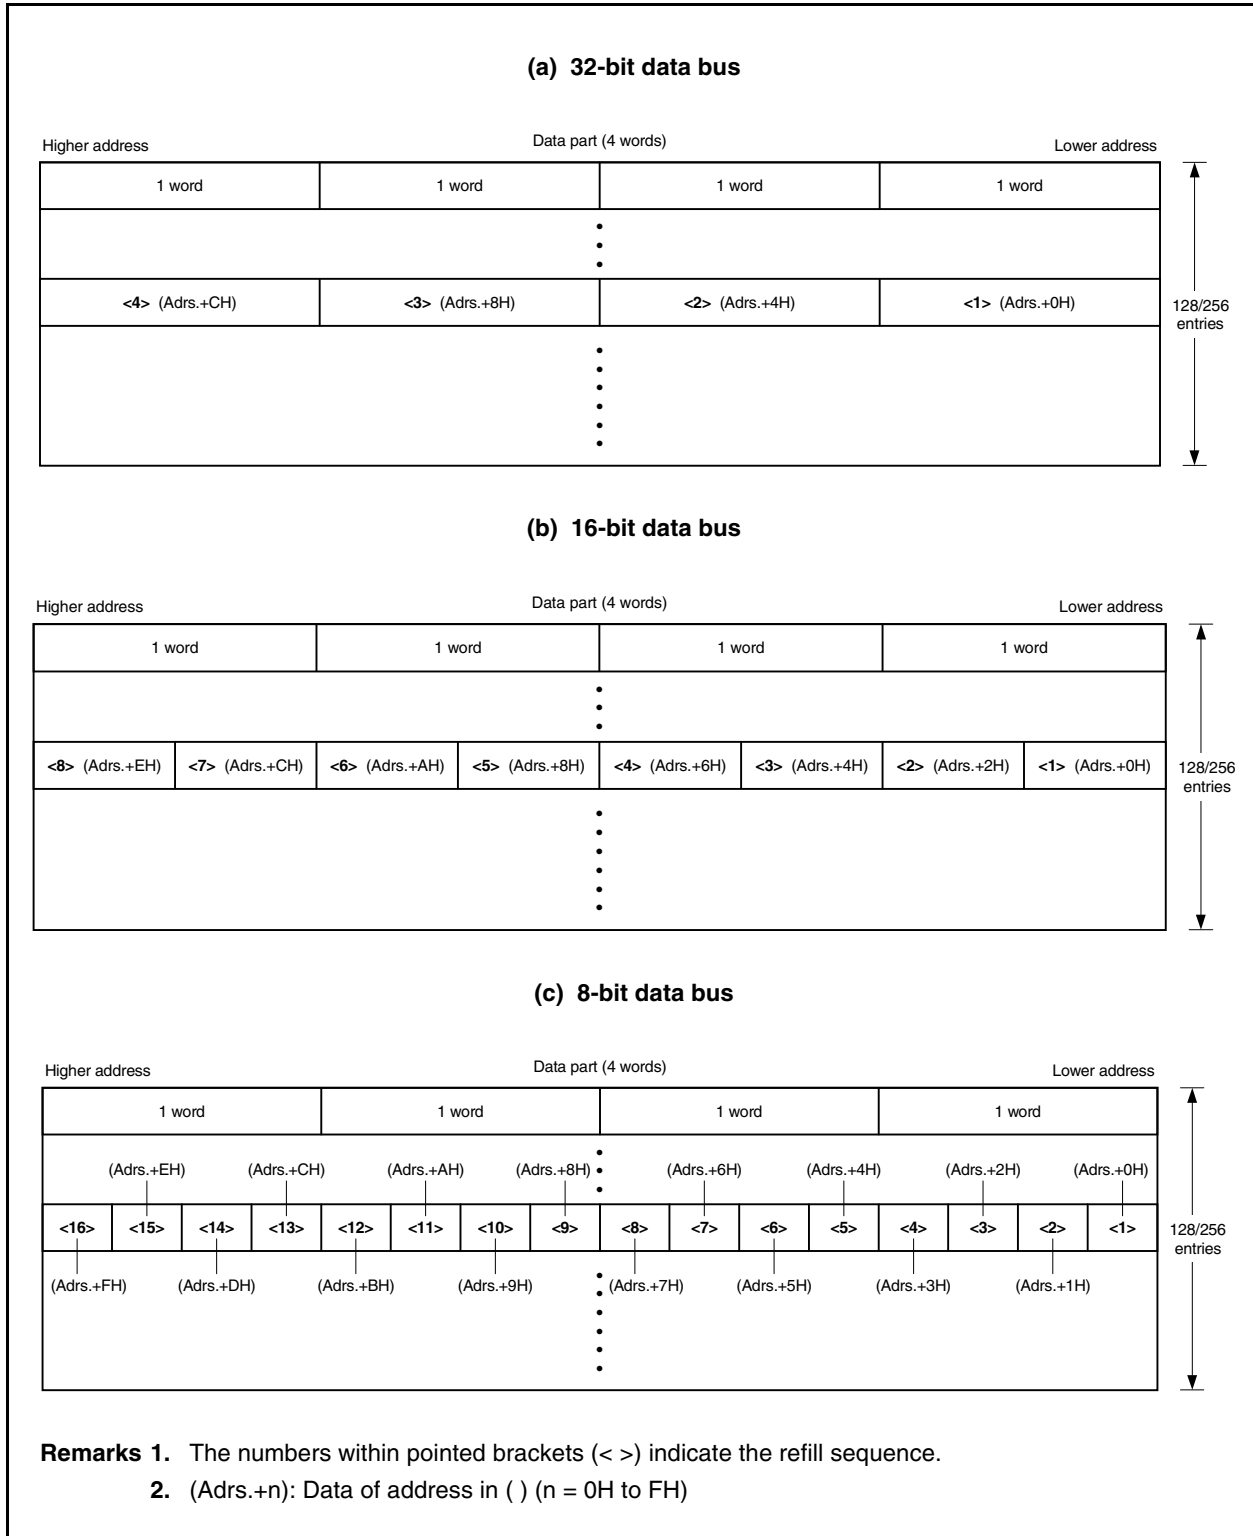 (a) 32-bit data bus
Higher address Data part (4 words) Lower address
1 word 1 word 1 word 1 word
<4> (Adrs.+CH) <3> (Adrs.+8H) <2> (Adrs.+4H) <1> (Adrs.+0H)
128/256
entries
(b) 16-bit data bus
Higher address Data part (4 words) Lower address
1 word 1 word 1 word 1 word
<8> (Adrs.+EH) <7> (Adrs.+CH) <6> (Adrs.+AH) <5> (Adrs.+8H) <4> (Adrs.+6H) <3> (Adrs.+4H) <2> (Adrs.+2H) <1> (Adrs.+0H)
128/256
entries
(c) 8-bit data bus
Higher address Data part (4 words) Lower address
1 word 1 word 1 word 1 word
(Adrs.+EH) (Adrs.+CH) (Adrs.+AH) (Adrs.+8H) (Adrs.+6H) (Adrs.+4H) (Adrs.+2H) (Adrs.+0H)
<16> <15> <14> <13> <12> <11> <10> <9> <8> <7> <6> <5> <4> <3> <2> <1>
128/256
entries
(Adrs.+FH) (Adrs.+DH) (Adrs.+BH) (Adrs.+9H) (Adrs.+7H) (Adrs.+5H) (Adrs.+3H) (Adrs.+1H)
Remarks 1. The numbers within pointed brackets (< >) indicate the refill sequence.
2. (Adrs.+n): Data of address in ( ) (n = 0H to FH)